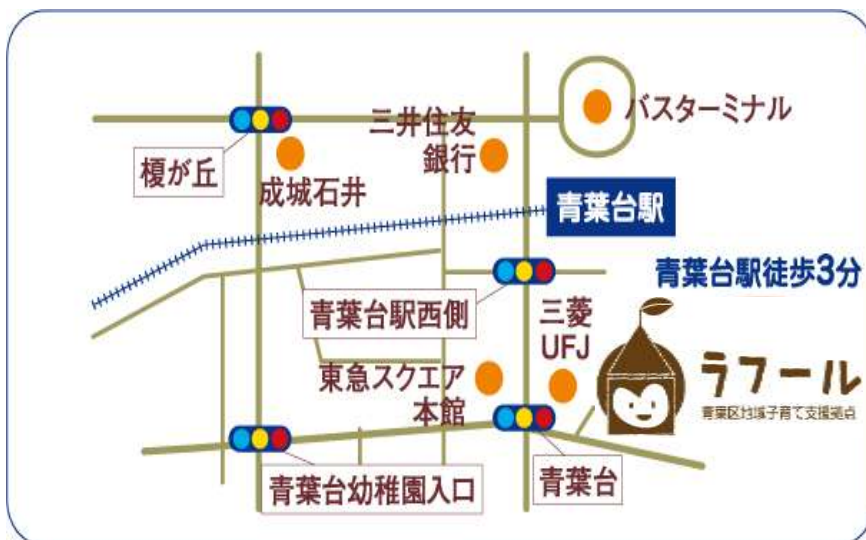 バスターミナル
三井住友
銀行
榎が丘
成城石井
青葉台駅
青葉台駅徒歩3分
青葉台駅西側
三菱
UFJ
東急スクエア
本館
ラフール
青葉区地域子育て支援拠点
青葉台幼稚園入口
青葉台